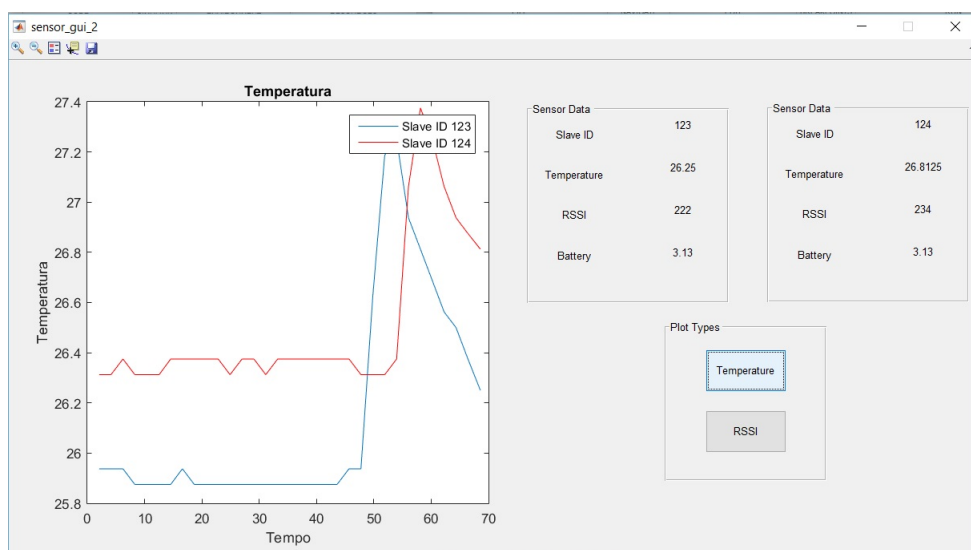 sensor_gui_2
Temperatura
27.4
27.2
27
26.8
26.6
26.4
26.2
26
25.8
Temperatura
0 10 20 30 40 50 60 70
Tempo
Slave ID 123
Slave ID 124
Sensor Data
Slave ID 123
Temperature 26.25
RSSI 222
Battery 3.13
Sensor Data
Slave ID 124
Temperature 26.8125
RSSI 234
Battery 3.13
Plot Types
Temperature
RSSI